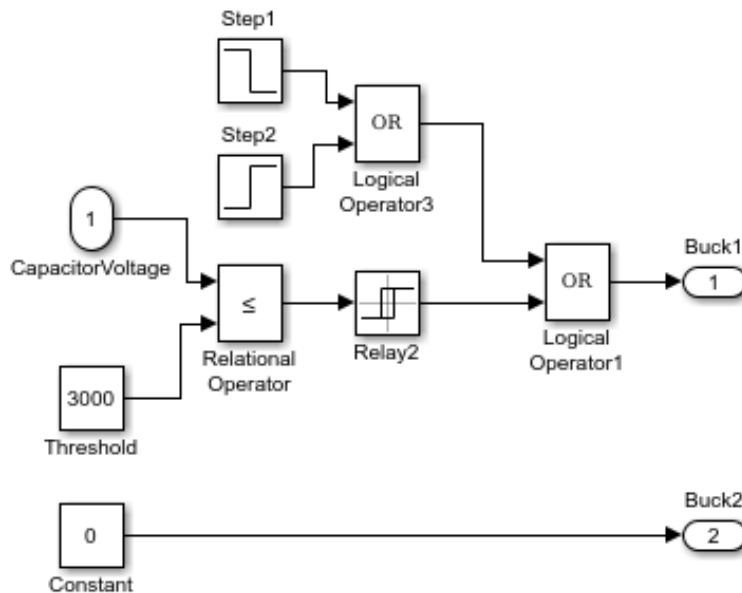 Step1
OR
Step2
Logical
Operator3
1
CapacitorVoltage
≤
Relational
Operator
Relay2
OR
Logical
Operator1
Buck1
1
3000
Threshold
0
Constant
Buck2
2